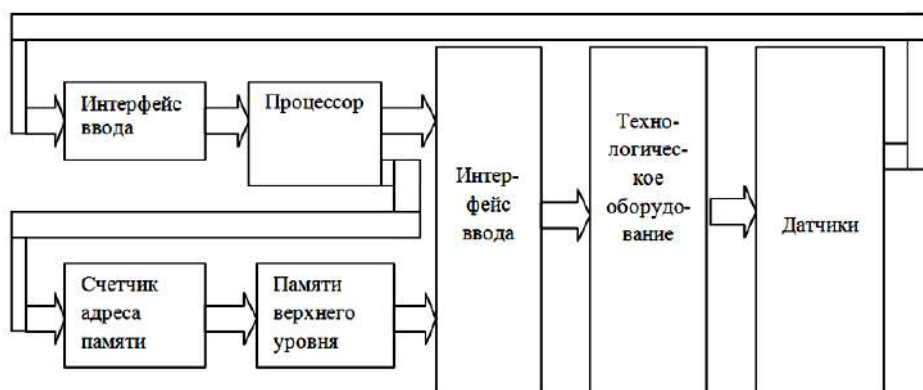 Интерфейс
ввода
Процессор
Интер-
фейс
ввода
Техно-
логичес-
кое
оборудо-
вание
Датчики
Счетчик
адреса
памяти
Памяти
верхнего
уровня